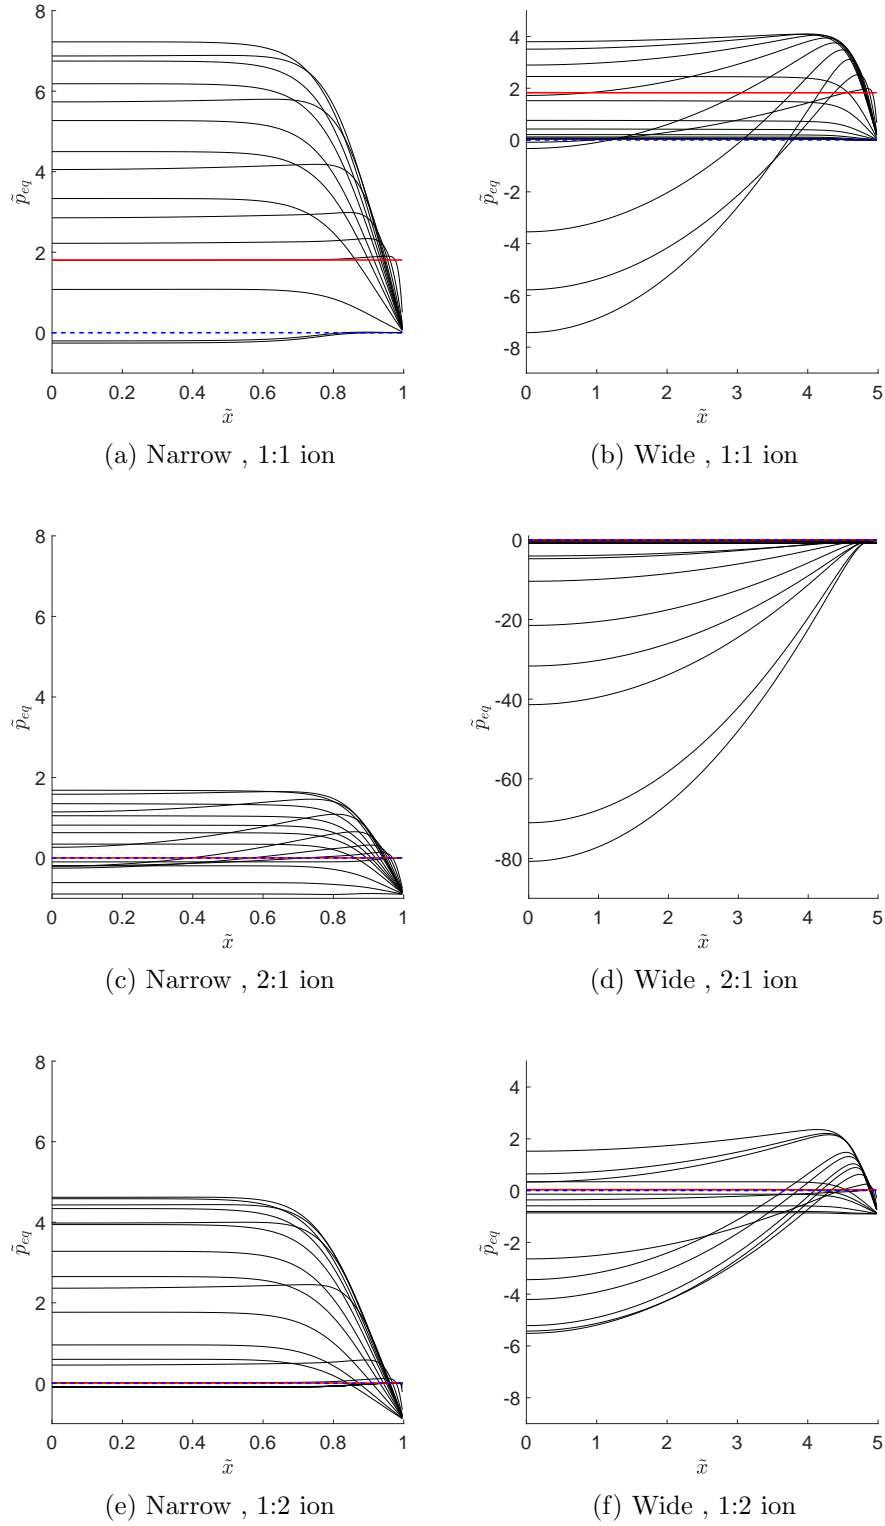 8
6
4
2
0
p̃eq
0 0.2 0.4 0.6 0.8 1
x̃
(a) Narrow , 1:1 ion
4
2
0
-2
-4
-6
-8
p̃eq
0 1 2 3 4 5
x̃
(b) Wide , 1:1 ion
8
6
4
2
0
p̃eq
0 0.2 0.4 0.6 0.8 1
x̃
(c) Narrow , 2:1 ion
0
-20
-40
-60
-80
p̃eq
0 1 2 3 4 5
x̃
(d) Wide , 2:1 ion
8
6
4
2
0
p̃eq
0 0.2 0.4 0.6 0.8 1
x̃
(e) Narrow , 1:2 ion
4
2
0
-2
-4
-6
-8
p̃eq
0 1 2 3 4 5
x̃
(f) Wide , 1:2 ion